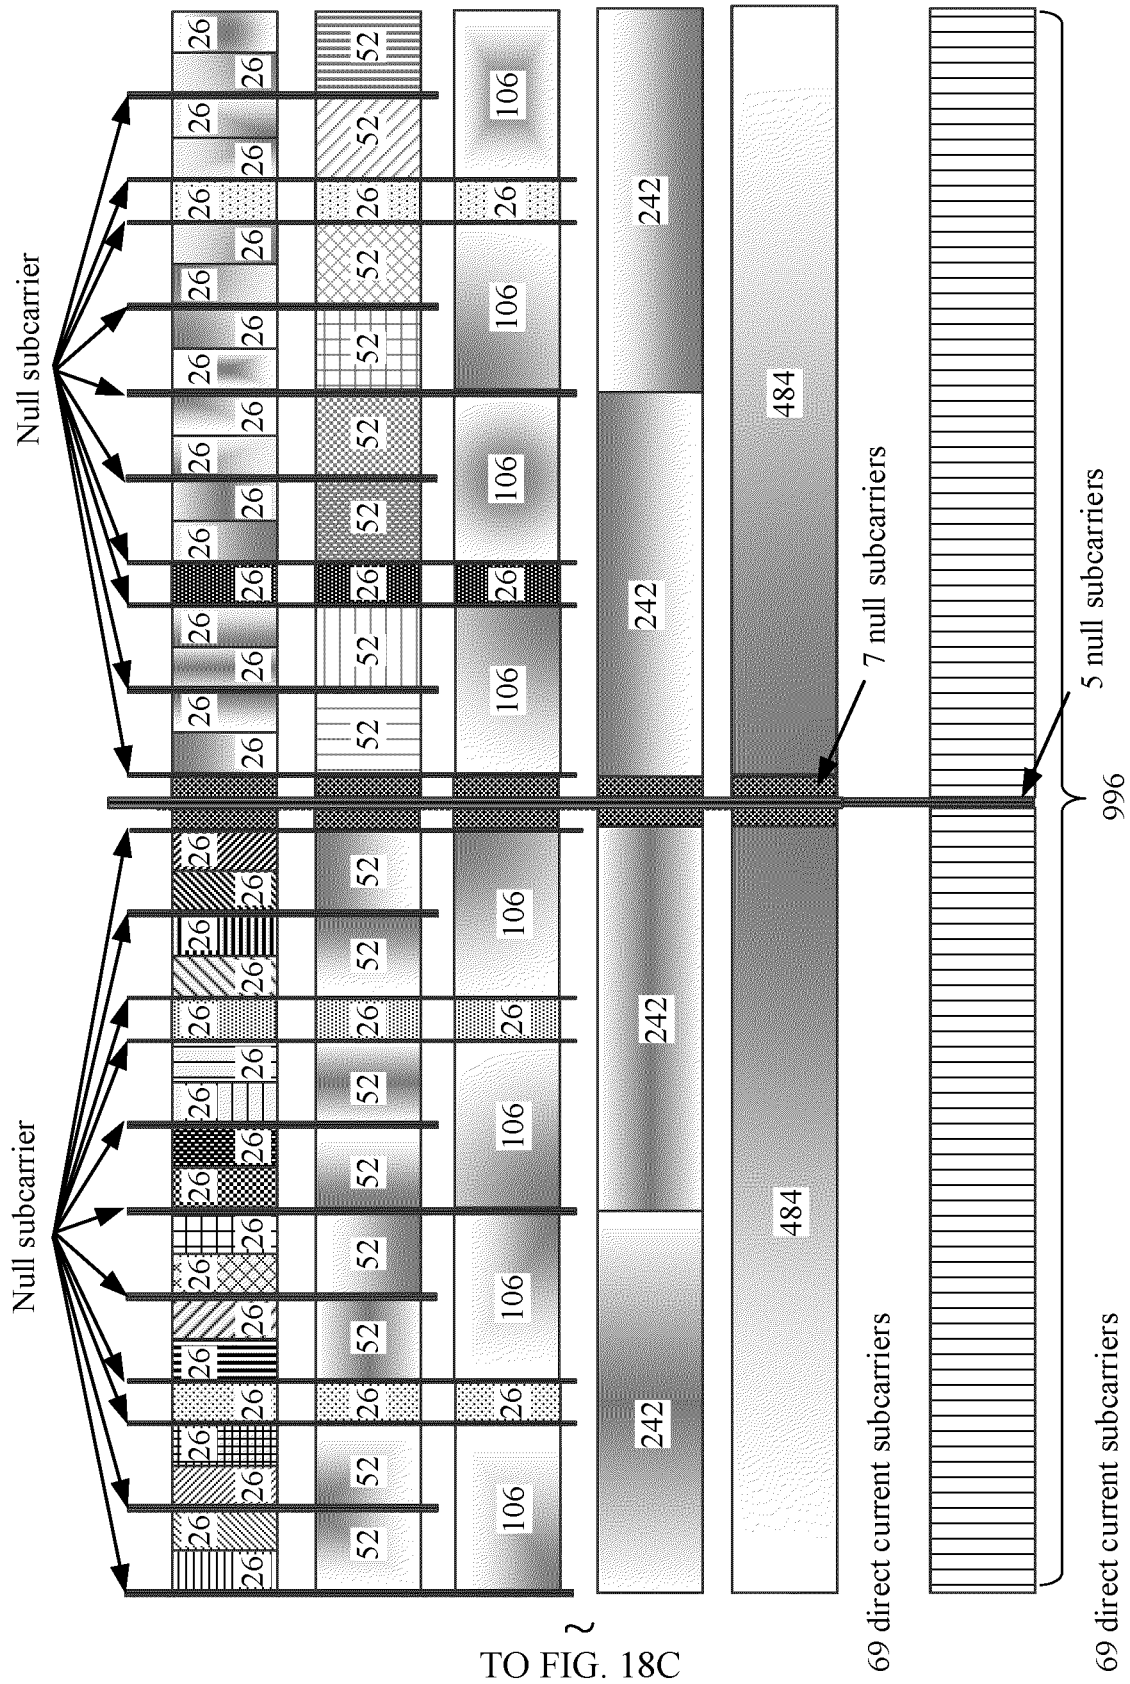 Null subcarrier
Null subcarrier
26 26 26 26 26 26 26 26 26 26 26 26 26 26 26 26 26 26 26 26 26 26 26 26 26 26 26 26 26 26 26 26 26 26 26 26
52 52 26 52 52 52 52 26 52 52 52 52 26 52 52 52 52 26 52 52
106 26 106 106 26 106 106 26 106 106 26 106
TO FIG. 18C
~
242 242 242 242
484 484
69 direct current subcarriers
7 null subcarriers
5 null subcarriers
69 direct current subcarriers
996